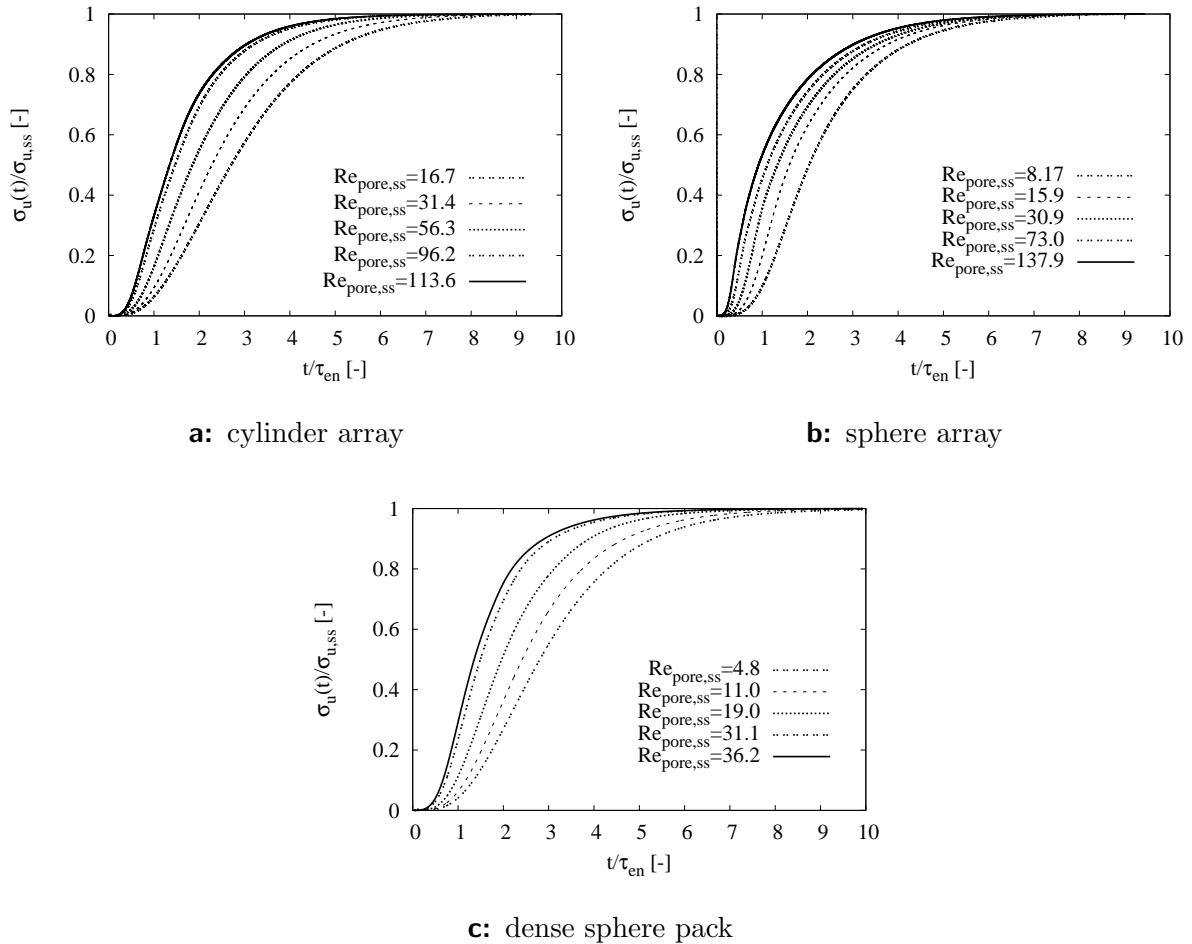 σu(t)/σu,ss [-]
1
0.8
0.6
0.4
0.2
0
Repore,ss=16.7
Repore,ss=31.4
Repore,ss=56.3
Repore,ss=96.2
Repore,ss=113.6
0 1 2 3 4 5 6 7 8 9 10
t/τen [-]
a: cylinder array
σu(t)/σu,ss [-]
1
0.8
0.6
0.4
0.2
0
Repore,ss=8.17
Repore,ss=15.9
Repore,ss=30.9
Repore,ss=73.0
Repore,ss=137.9
0 1 2 3 4 5 6 7 8 9 10
t/τen [-]
b: sphere array
σu(t)/σu,ss [-]
1
0.8
0.6
0.4
0.2
0
Repore,ss=4.8
Repore,ss=11.0
Repore,ss=19.0
Repore,ss=31.1
Repore,ss=36.2
0 1 2 3 4 5 6 7 8 9 10
t/τen [-]
c: dense sphere pack